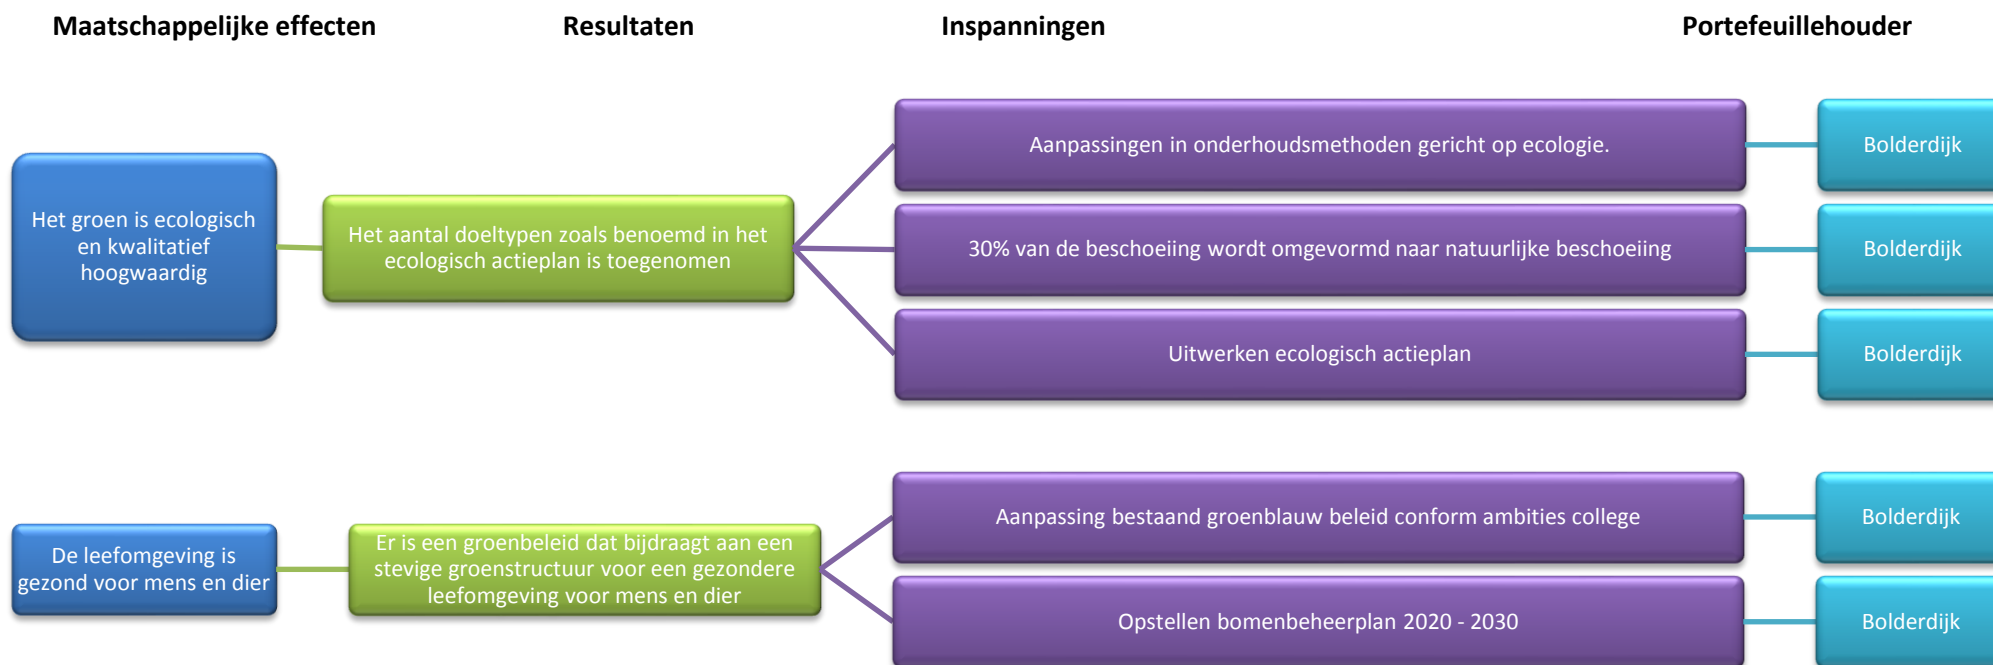 Maatschappelijke effecten Resultaten Inspanningen Portefeuillehouder
Het groen is ecologisch
en kwalitatief
hoogwaardig
Het aantal doeltypen zoals benoemd in het
ecologisch actieplan is toegenomen
Aanpassingen in onderhoudsmethoden gericht op ecologie.
Bolderdijk
30% van de beschoeiing wordt omgevormd naar natuurlijke beschoeiing
Bolderdijk
Uitwerken ecologisch actieplan
Bolderdijk
De leefomgeving is
gezond voor mens en dier
Er is een groenbeleid dat bijdraagt aan een
stevige groenstructuur voor een gezondere
leefomgeving voor mens en dier
Aanpassing bestaand groenblauw beleid conform ambities college
Bolderdijk
Opstellen bomenbeheerplan 2020 - 2030
Bolderdijk